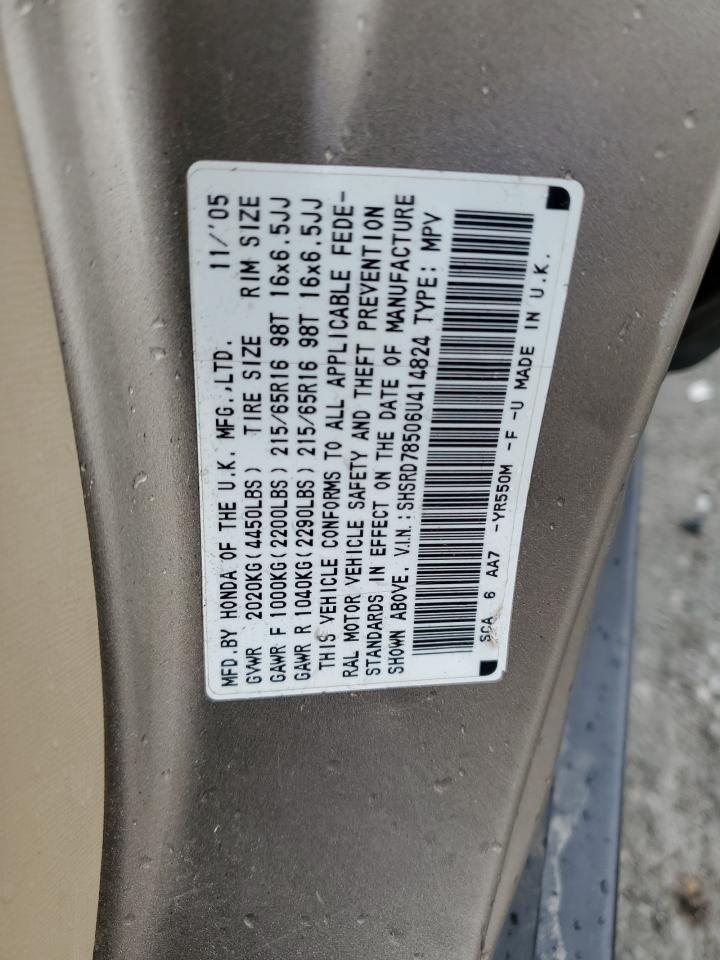 MFD.BY HONDA OF THE U.K. MFG.,LTD. 11/'05
GVWR 2020KG(4450LBS) TIRE SIZE RIM SIZE
GAWR F 1000KG(2200LBS) 215/65R16 98T 16x6.5JJ
GAWR R 1040KG(2290LBS) 215/65R16 98T 16x6.5JJ
THIS VEHICLE CONFORMS TO ALL APPLICABLE FEDE-
RAL MOTOR VEHICLE SAFETY AND THEFT PREVENTION
STANDARDS IN EFFECT ON THE DATE OF MANUFACTURE
SHOWN ABOVE. V.I.N.:SHSRD78506U414824 TYPE: MPV
SCA 6 AA7 -YR550M -F -U MADE IN U.K.